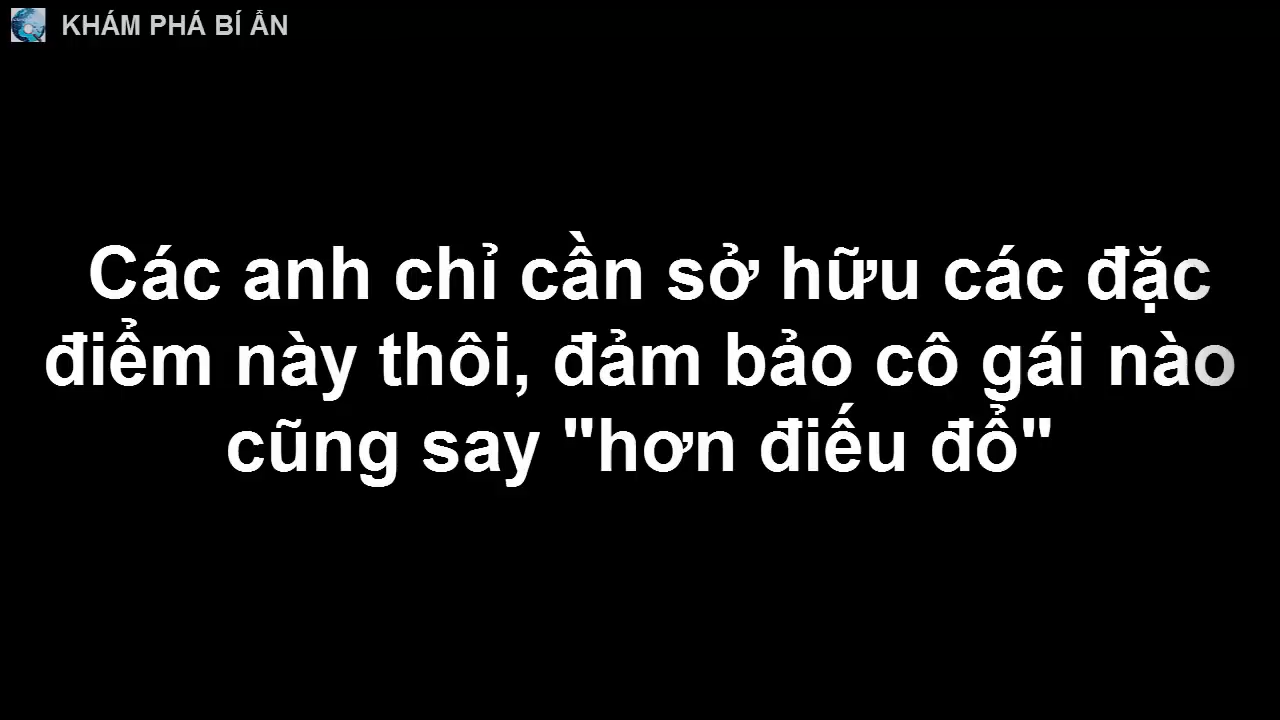 KHÁM PHÁ BÍ ẨN
Các anh chỉ cần sở hữu các đặc
điểm này thôi, đảm bảo cô gái nào
cũng say "hơn điếu đổ"